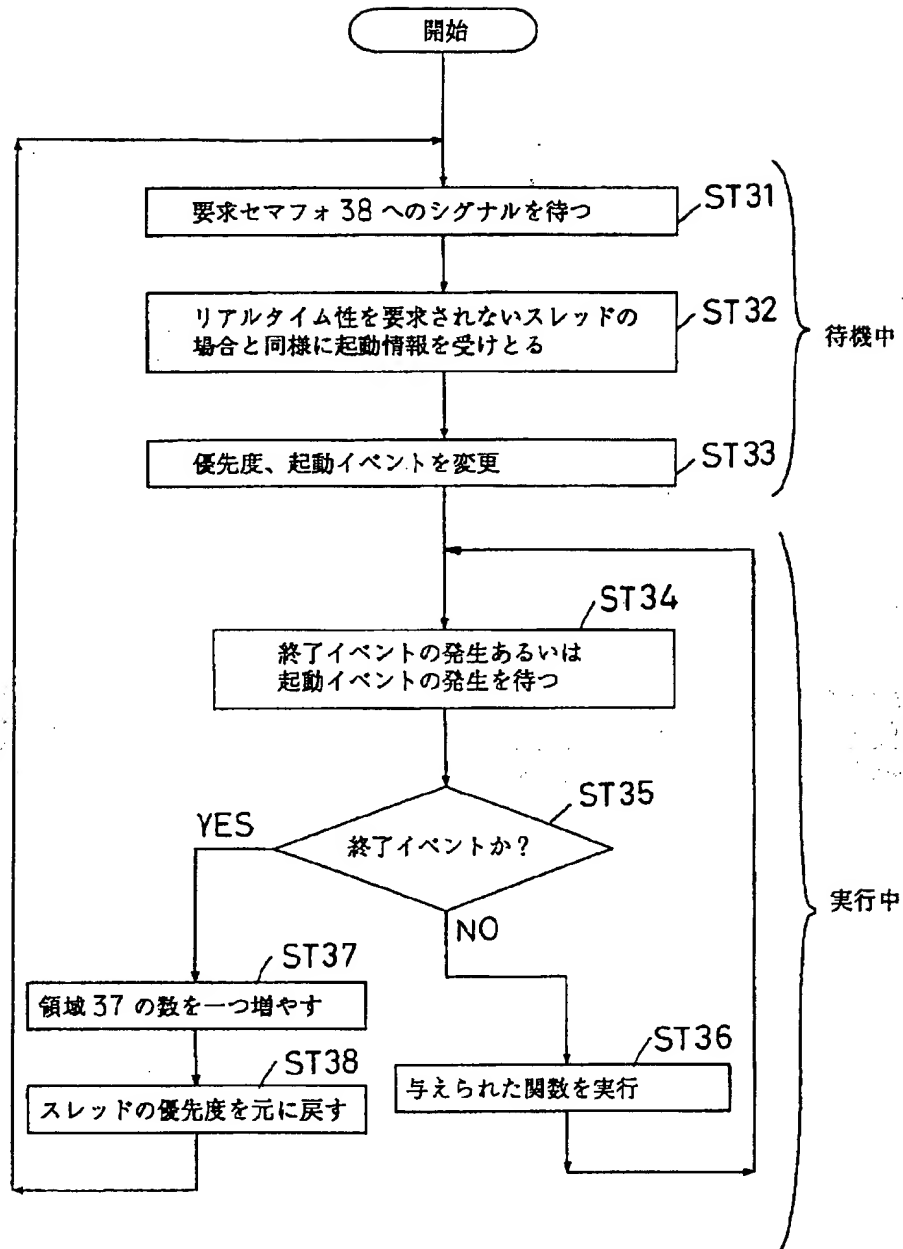 開始
要求セマフォ38へのシグナルを待つ
ST31
リアルタイム性を要求されないスレッドの
場合と同様に起動情報を受けとる
ST32
待機中
優先度、起動イベントを変更
ST33
ST34
終了イベントの発生あるいは
起動イベントの発生を待つ
ST35
YES
終了イベントか?
実行中
NO
ST37
領域37の数を一つ増やす
ST36
与えられた関数を実行
ST38
スレッドの優先度を元に戻す